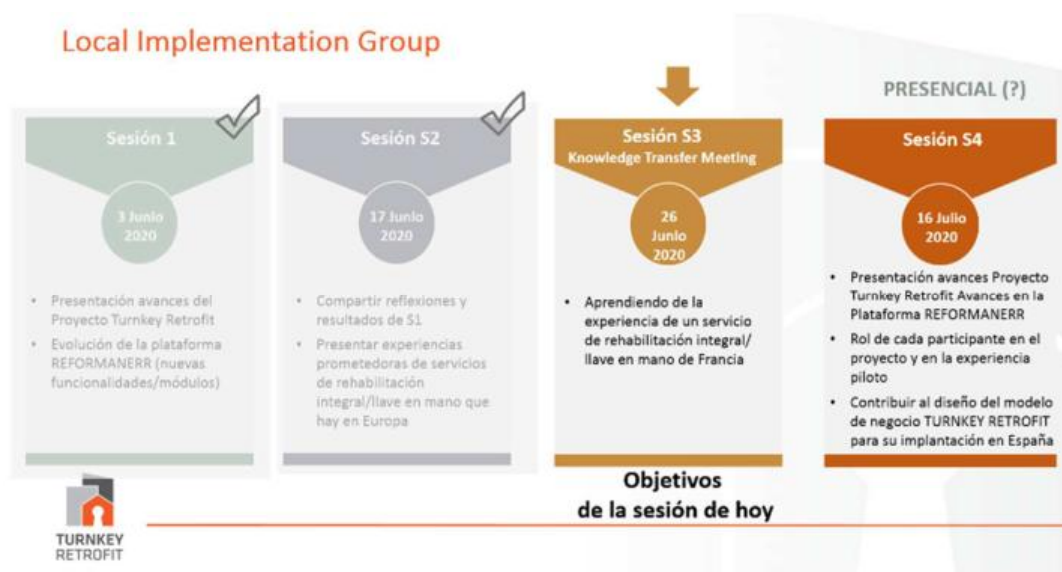 Local Implementation Group
Sesión 1
3 Junio
2020
• Presentación avances del
Proyecto Turnkey Retrofit
• Evolución de la plataforma
REFORMANERR (nuevas
funcionalidades/módulos)
Sesión S2
17 Junio
2020
• Compartir reflexiones y
resultados de S1
• Presentar experiencias
prometedoras de servicios
de rehabilitación
integral/llave en mano que
hay en Europa
Sesión S3
Knowledge Transfer Meeting
26
Junio
2020
• Aprendiendo de la
experiencia de un servicio
de rehabilitación integral/
llave en mano de Francia
Objetivos
de la sesión de hoy
PRESENCIAL (?)
Sesión S4
16 Julio
2020
• Presentación avances Proyecto
Turnkey Retrofit Avances en la
Plataforma REFORMANERR
• Rol de cada participante en el
proyecto y en la experiencia
piloto
• Contribuir al diseño del modelo
de negocio TURNKEY RETROFIT
para su implantación en España
TURNKEY
RETROFIT